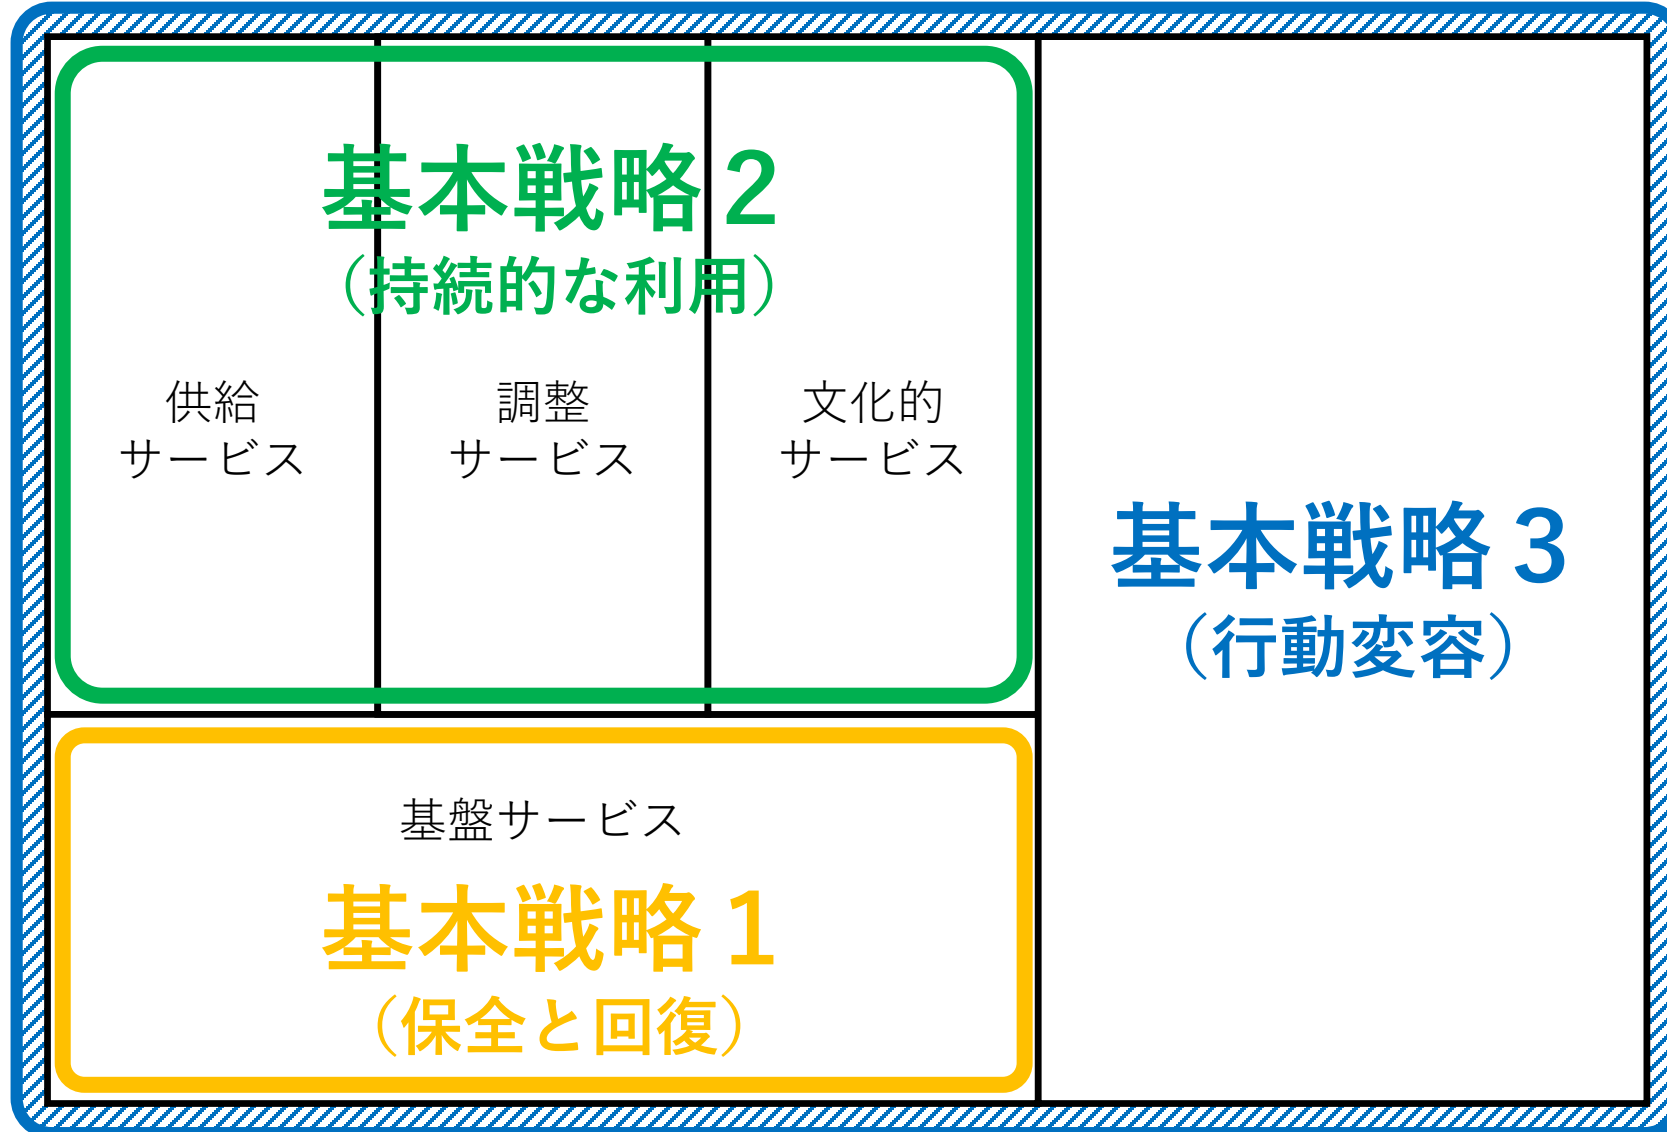 基本戦略2
（持続的な利用）
供給
サービス
調整
サービス
文化的
サービス
基盤サービス
基本戦略1
（保全と回復）
基本戦略3
（行動変容）